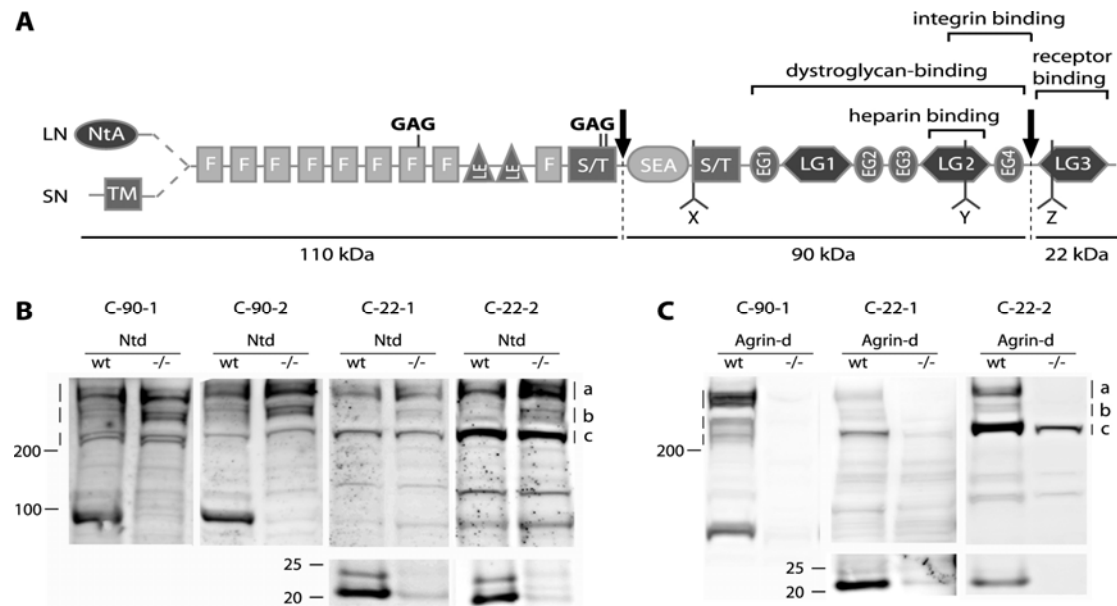 A
integrin binding
dystroglycan-binding
receptor
binding
heparin binding
GAG
GAG
LN
NtA
F
F
F
F
F
F
F
F
LE
LE
F
S/T
SEA
S/T
EG1
LG1
EG2
EG3
LG2
EG4
LG3
SN
TM
X
Y
Z
110 kDa
90 kDa
22 kDa
B
C-90-1
C-90-2
C-22-1
C-22-2
Ntd
Ntd
Ntd
Ntd
wt
-/-
wt
-/-
wt
-/-
wt
-/-
a
b
c
200
100
25
20
C
C-90-1
C-22-1
C-22-2
Agrin-d
Agrin-d
Agrin-d
wt
-/-
wt
-/-
wt
-/-
a
b
c
200
25
20